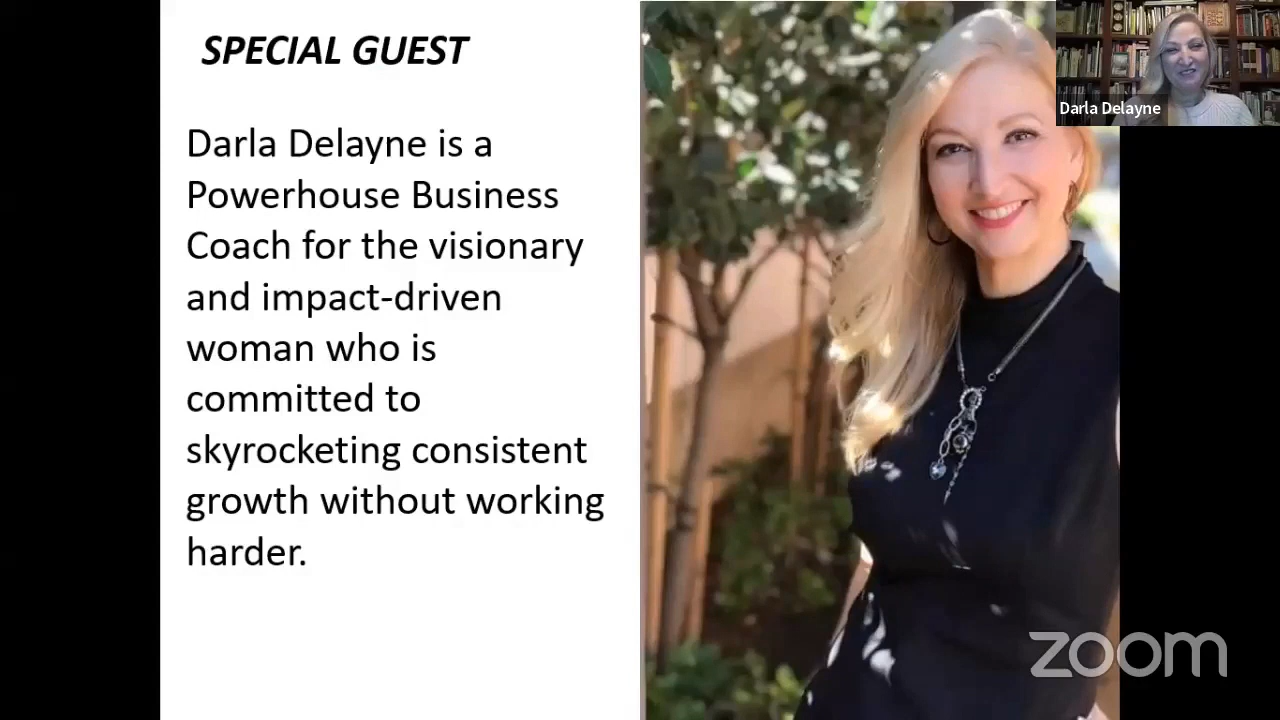 SPECIAL GUEST
Darla Delayne is a
Powerhouse Business
Coach for the visionary
and impact-driven
woman who is
committed to
skyrocketing consistent
growth without working
harder.
Darla Delayne
zoom